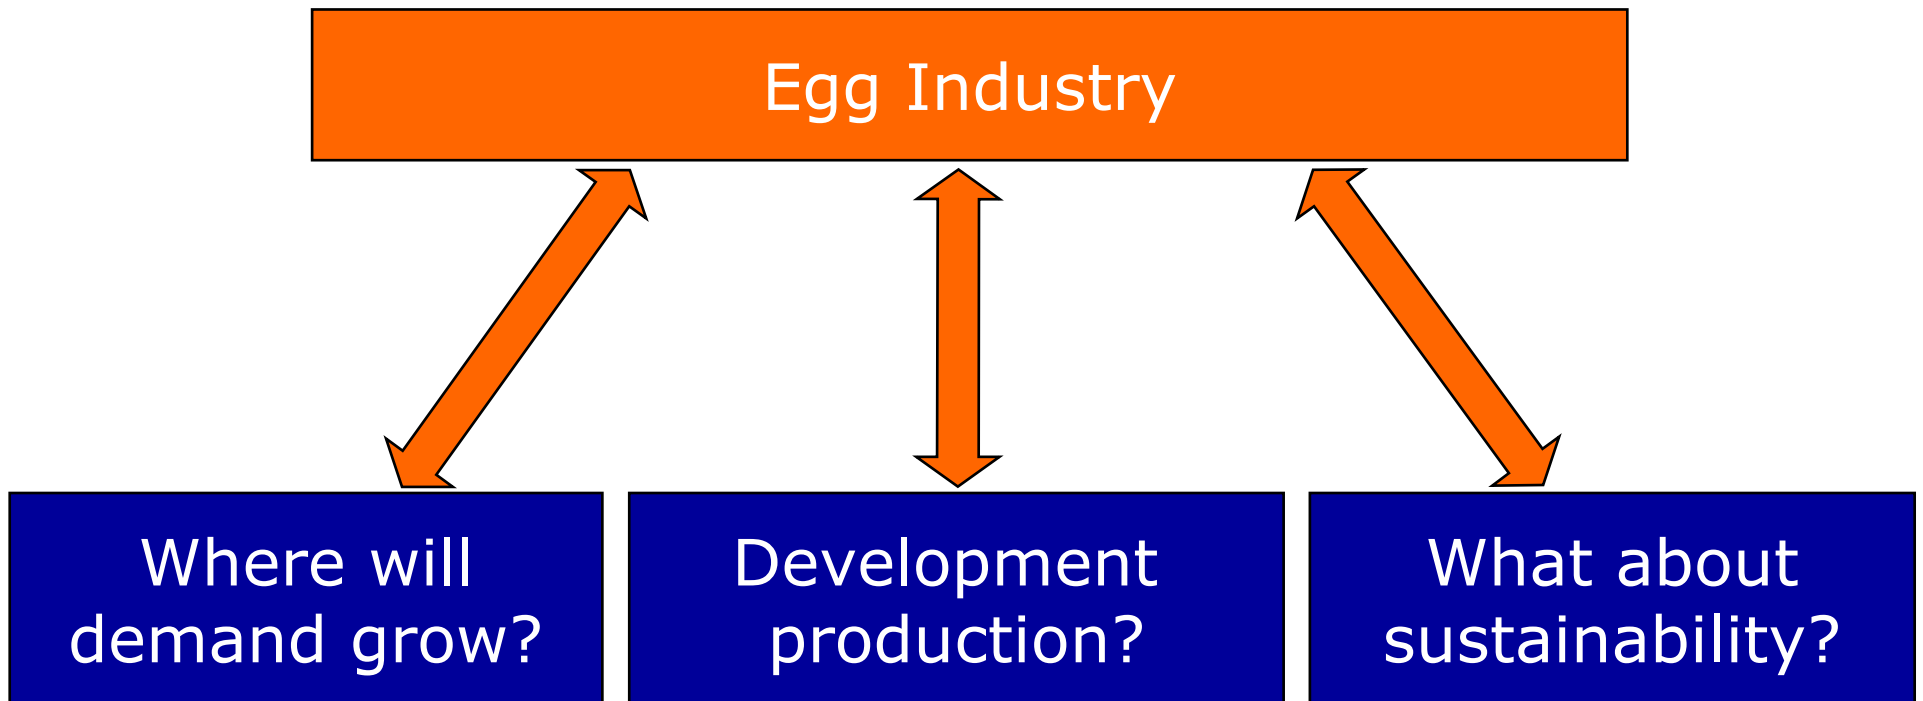 Egg Industry
Where will
demand grow?
Development
production?
What about
sustainability?